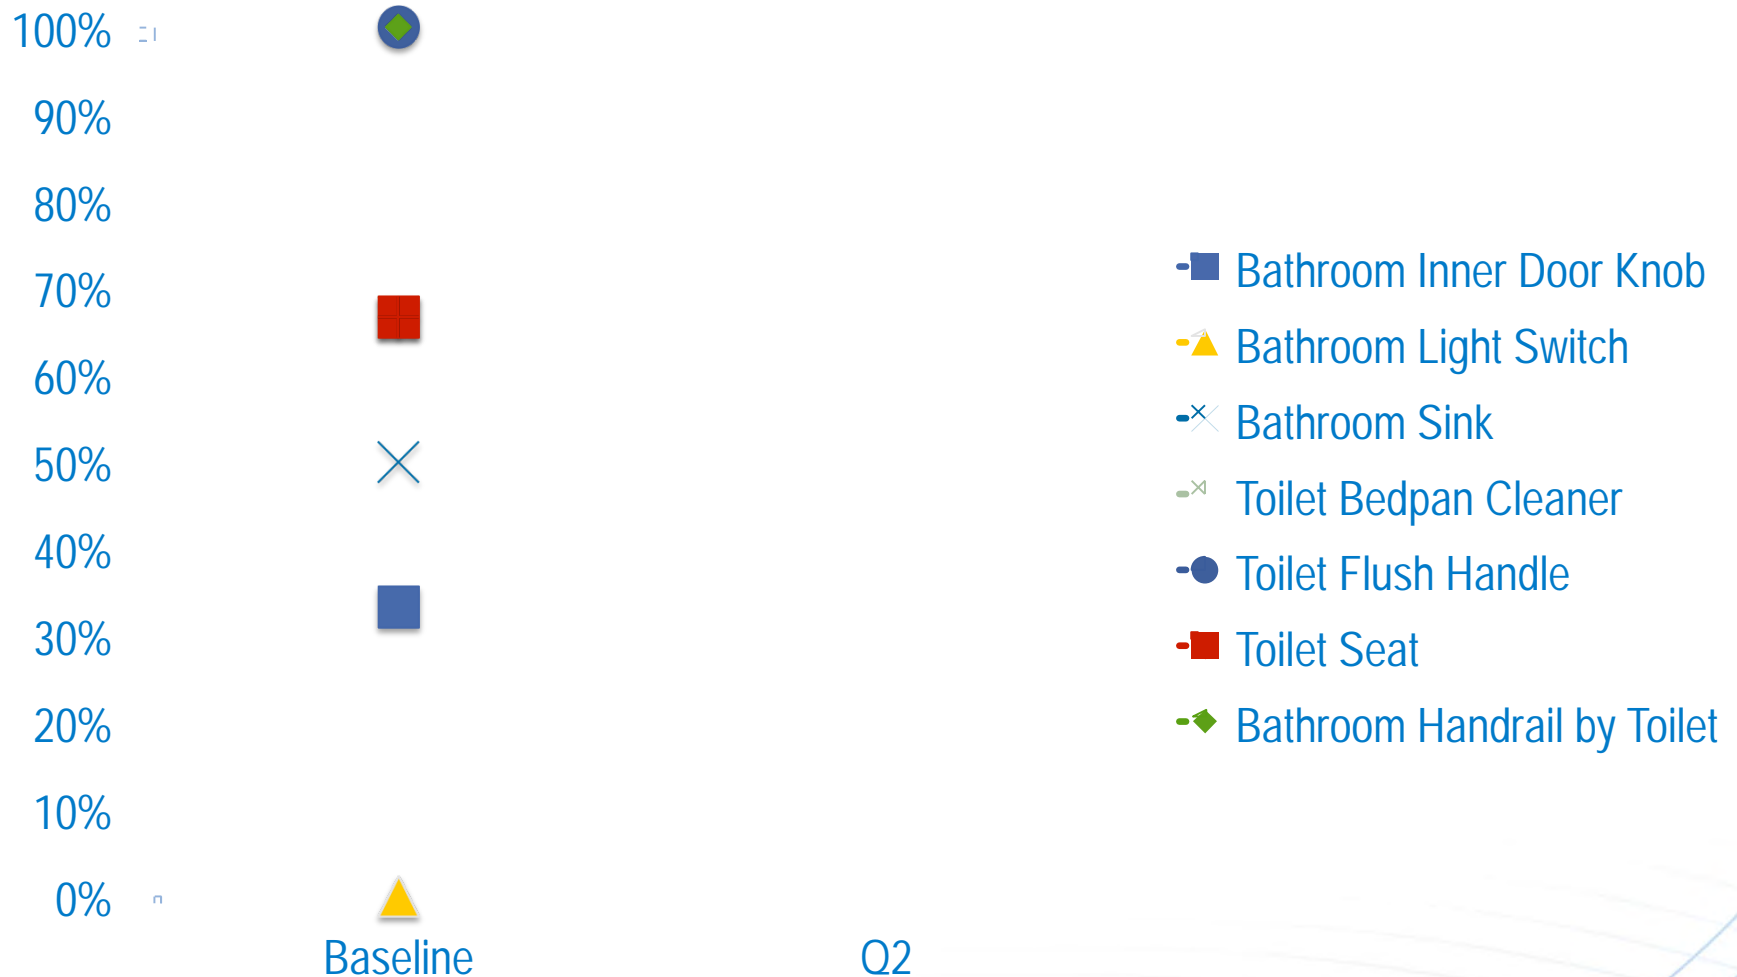 100%
90%
80%
70%
60%
50%
40%
30%
20%
10%
0%
Baseline
Q2
Bathroom Inner Door Knob
Bathroom Light Switch
Bathroom Sink
Toilet Bedpan Cleaner
Toilet Flush Handle
Toilet Seat
Bathroom Handrail by Toilet